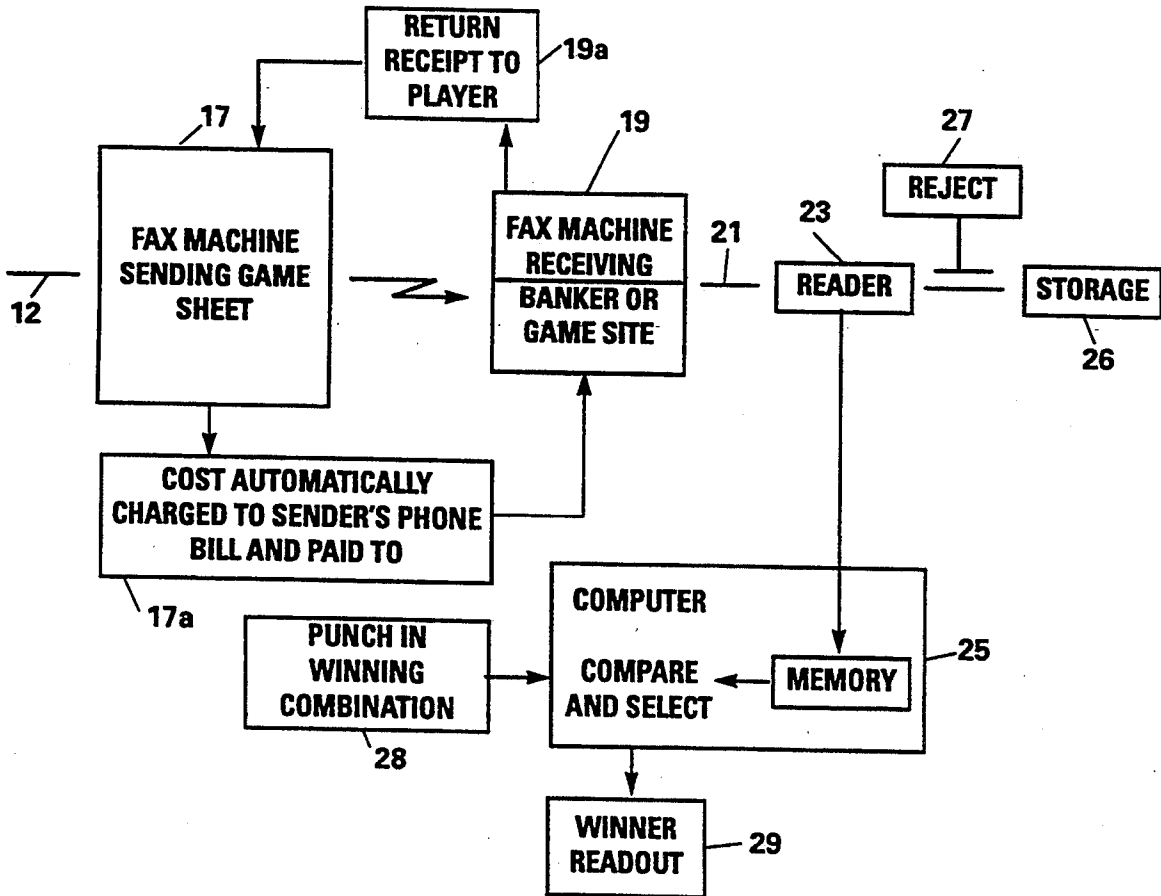 RETURN
RECEIPT TO
PLAYER
19a
17
19
27
REJECT
FAX MACHINE
SENDING GAME
SHEET
12
FAX MACHINE
RECEIVING
BANKER OR
GAME SITE
21
23
READER
STORAGE
26
COST AUTOMATICALLY
CHARGED TO SENDER'S PHONE
BILL AND PAID TO
17a
PUNCH IN
WINNING
COMBINATION
28
COMPUTER
COMPARE
AND SELECT
MEMORY
25
WINNER
READOUT
29